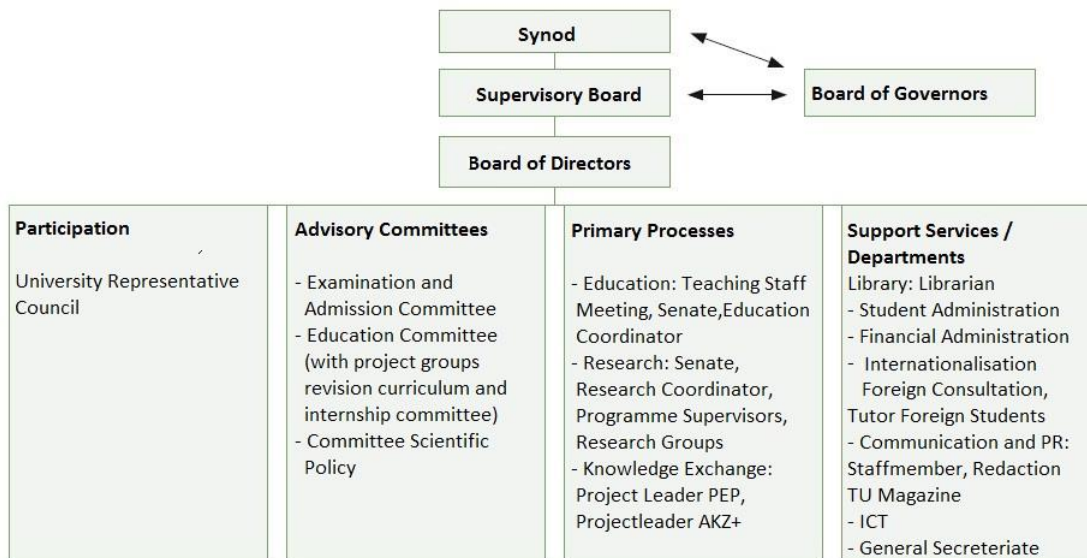 Synod
Supervisory Board
Board of Governors
Board of Directors
Participation
University Representative
Council
Advisory Committees
- Examination and
Admission Committee
- Education Committee
(with project groups
revision curriculum and
internship committee)
- Committee Scientific
Policy
Primary Processes
- Education: Teaching Staff
Meeting, Senate,Education
Coordinator
- Research: Senate,
Research Coordinator,
Programme Supervisors,
Research Groups
- Knowledge Exchange:
Project Leader PEP,
Projectleader AKZ+
Support Services /
Departments
Library: Librarian
- Student Administration
- Financial Administration
- Internationalisation
Foreign Consultation,
Tutor Foreign Students
- Communication and PR:
Staffmember, Redaction
TU Magazine
- ICT
- General Secreteriate